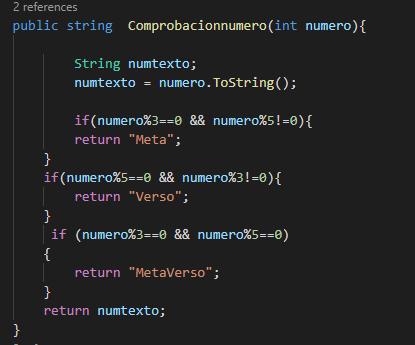 2 references
public string  Comprobacionnumero(int numero){
String numtexto;
numtexto = numero.ToString();
if(numero%3==0 && numero%5!=0){
return "Meta";
}
if(numero%5==0 && numero%3!=0){
return "Verso";
}
if (numero%3==0 && numero%5==0)
{
return "MetaVerso";
}
return numtexto;
}